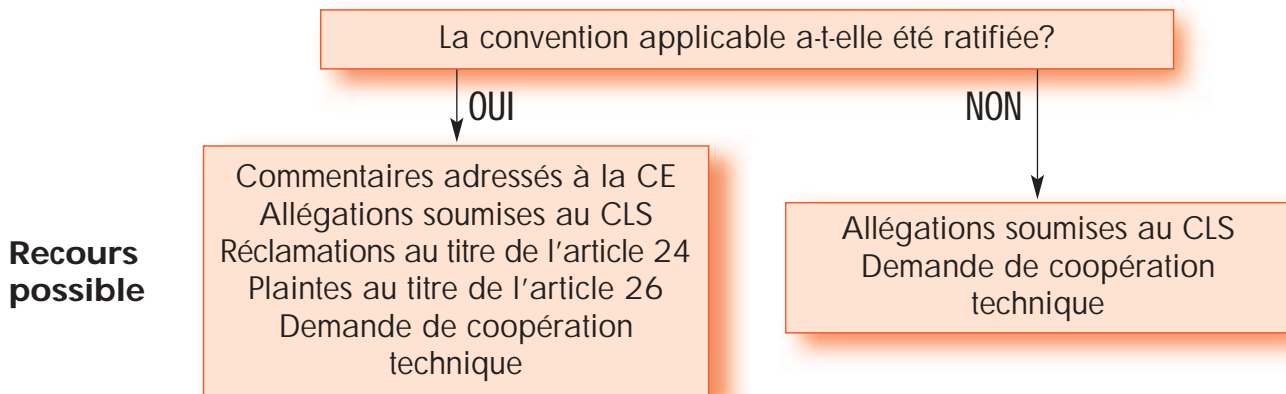 La convention applicable a-t-elle été ratifiée?
OUI
NON
Recours
possible
Commentaires adressés à la CE
Allégations soumises au CLS
Réclamations au titre de l'article 24
Plaintes au titre de l'article 26
Demande de coopération
technique
Allégations soumises au CLS
Demande de coopération
technique